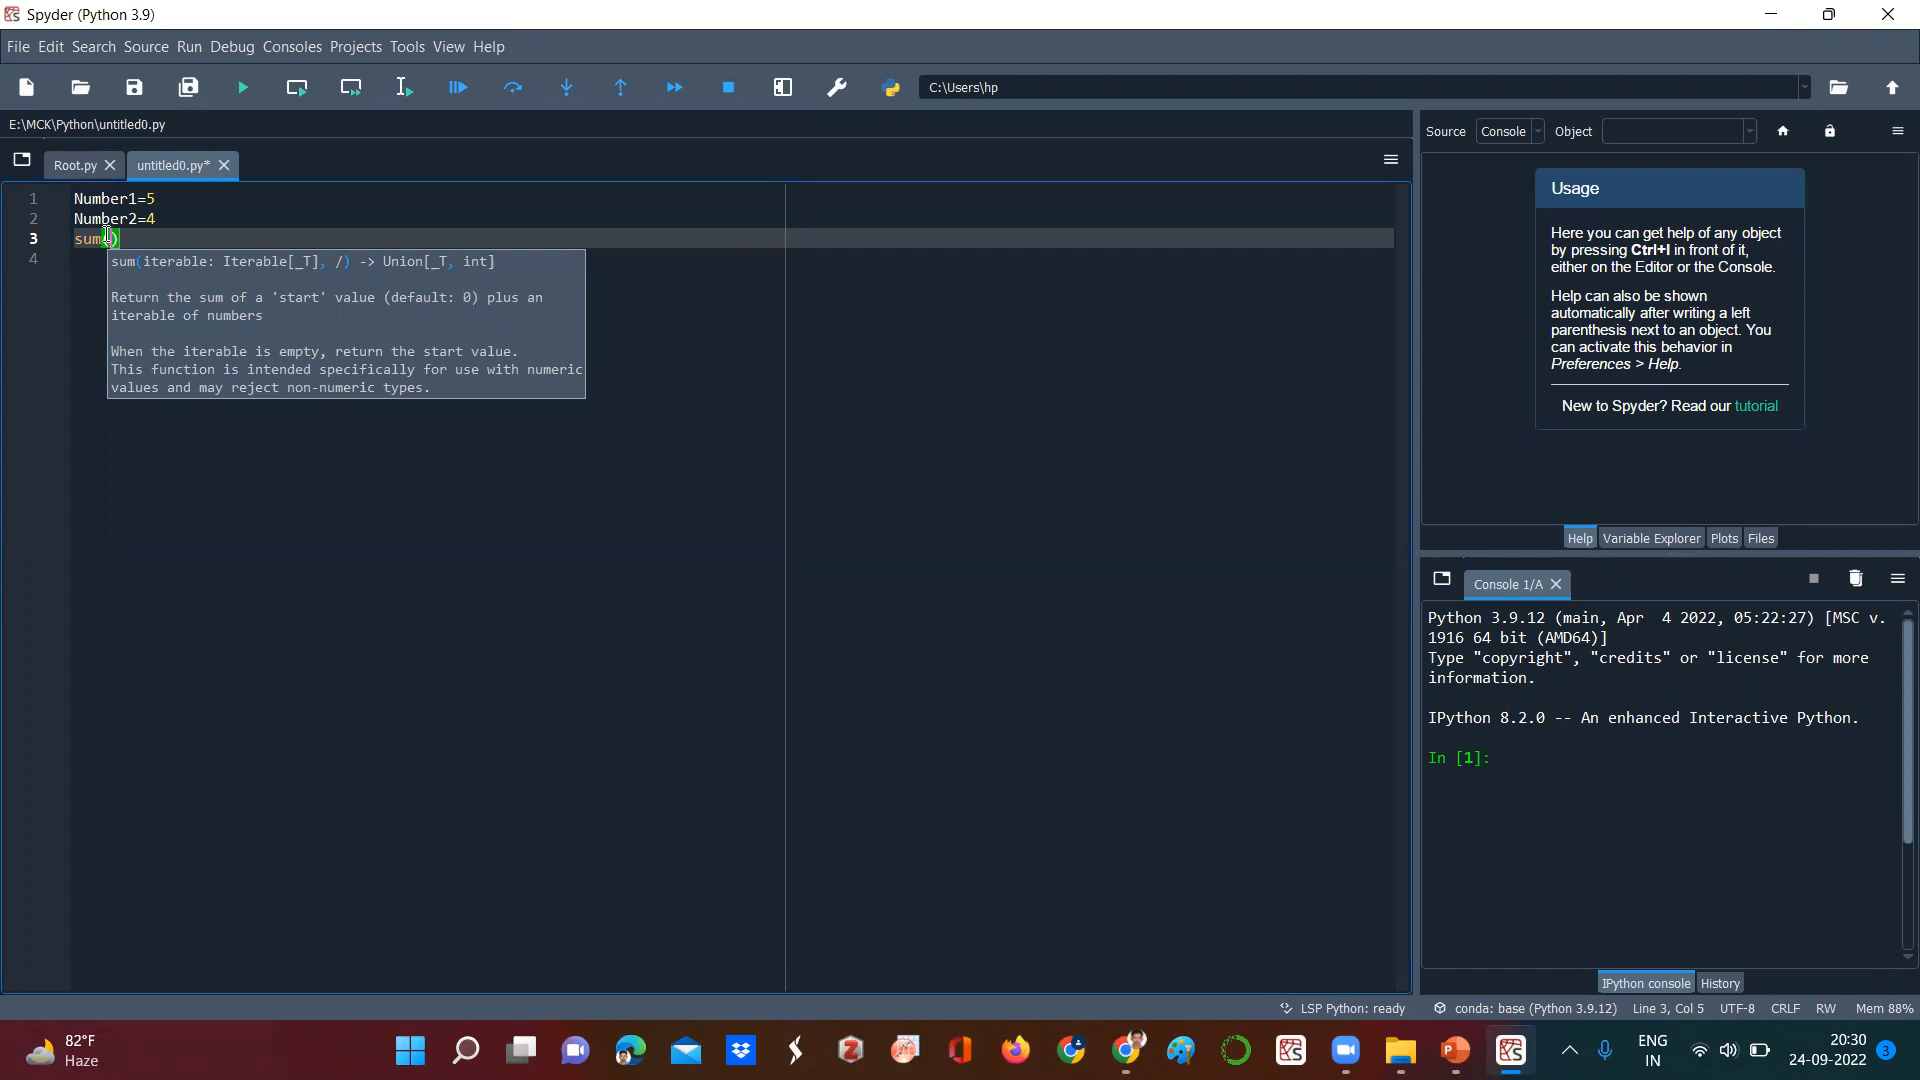 Spyder (Python 3.9)
File Edit Search Source Run Debug Consoles Projects Tools View Help
C:\Users\hp
E:\MCK\Python\untitled0.py
Root.py
untitled0.py*
1 Number1=5
2 Number2=4
3 sum()
4
sum(iterable: Iterable[_T], /) -> Union[_T, int]
Return the sum of a 'start' value (default: 0) plus an
iterable of numbers
When the iterable is empty, return the start value.
This function is intended specifically for use with numeric
values and may reject non-numeric types.
Source Console Object
Usage
Here you can get help of any object
by pressing Ctrl+I in front of it,
either on the Editor or the Console.
Help can also be shown
automatically after writing a left
parenthesis next to an object. You
can activate this behavior in
Preferences > Help.
New to Spyder? Read our tutorial
Help Variable Explorer Plots Files
Console 1/A
Python 3.9.12 (main, Apr  4 2022, 05:22:27) [MSC v.
1916 64 bit (AMD64)]
Type "copyright", "credits" or "license" for more
information.
IPython 8.2.0 -- An enhanced Interactive Python.
In [1]:
IPython console History
LSP Python: ready conda: base (Python 3.9.12) Line 3, Col 5 UTF-8 CRLF RW Mem 88%
82°F
Haze
ENG
IN
20:30
24-09-2022
3